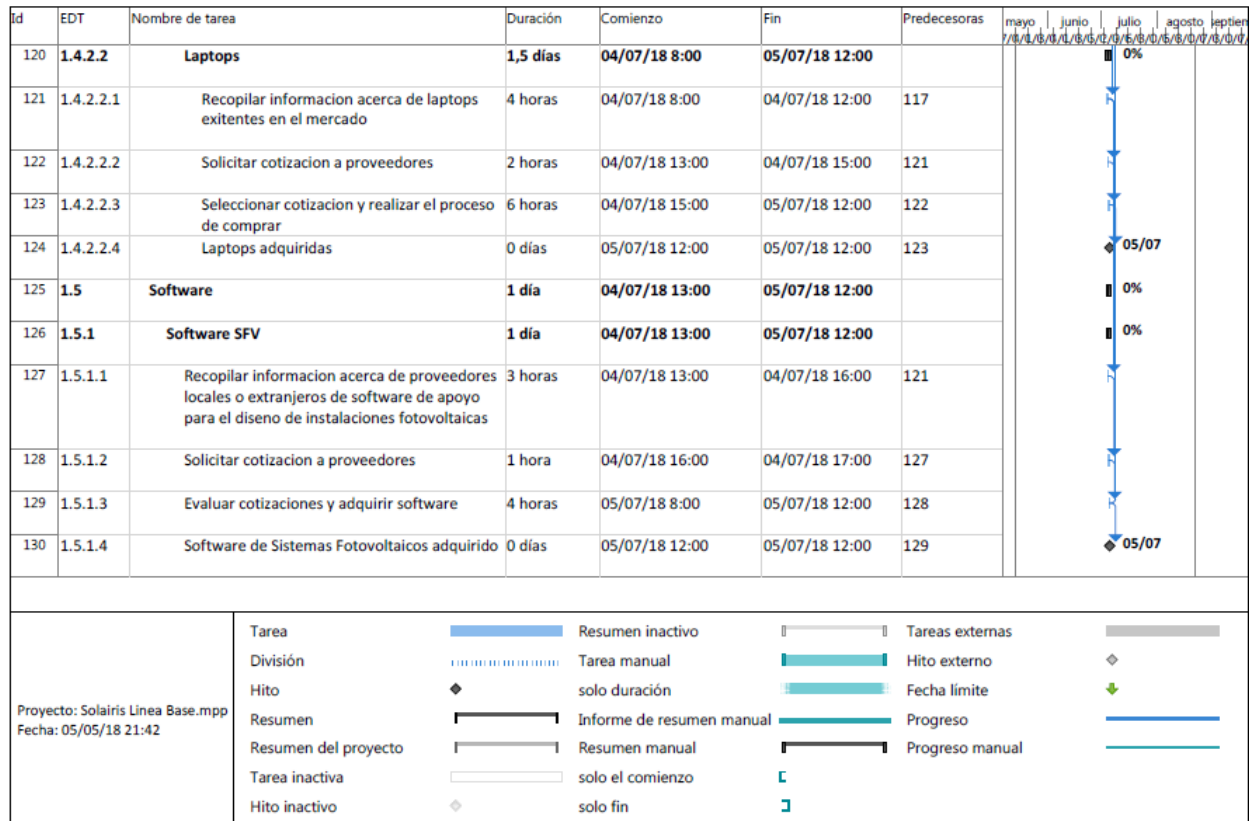 Id EDT Nombre de tarea Duración Comienzo Fin Predecesoras mayo junio julio agosto septiem
120 1.4.2.2 Laptops 1,5 días 04/07/18 8:00 05/07/18 12:00 0%
121 1.4.2.2.1 Recopilar informacion acerca de laptops 4 horas 04/07/18 8:00 04/07/18 12:00 117
exitentes en el mercado
122 1.4.2.2.2 Solicitar cotizacion a proveedores 2 horas 04/07/18 13:00 04/07/18 15:00 121
123 1.4.2.2.3 Seleccionar cotizacion y realizar el proceso 6 horas 04/07/18 15:00 05/07/18 12:00 122
de comprar
124 1.4.2.2.4 Laptops adquiridas 0 días 05/07/18 12:00 05/07/18 12:00 123 05/07
125 1.5 Software 1 día 04/07/18 13:00 05/07/18 12:00 0%
126 1.5.1 Software SFV 1 día 04/07/18 13:00 05/07/18 12:00 0%
127 1.5.1.1 Recopilar informacion acerca de proveedores 3 horas 04/07/18 13:00 04/07/18 16:00 121
locales o extranjeros de software de apoyo
para el diseno de instalaciones fotovoltaicas
128 1.5.1.2 Solicitar cotizacion a proveedores 1 hora 04/07/18 16:00 04/07/18 17:00 127
129 1.5.1.3 Evaluar cotizaciones y adquirir software 4 horas 05/07/18 8:00 05/07/18 12:00 128
130 1.5.1.4 Software de Sistemas Fotovoltaicos adquirido 0 días 05/07/18 12:00 05/07/18 12:00 129 05/07
Proyecto: Solairis Linea Base.mpp
Fecha: 05/05/18 21:42
Tarea Resumen inactivo Tareas externas
División Tarea manual Hito externo
Hito solo duración Fecha límite
Resumen Informe de resumen manual Progreso
Resumen del proyecto Resumen manual Progreso manual
Tarea inactiva solo el comienzo
Hito inactivo solo fin